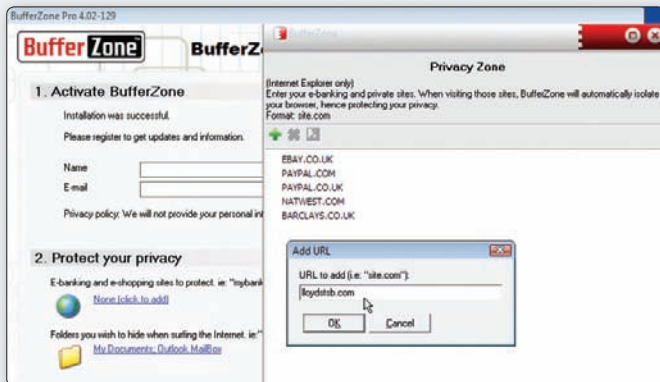 BufferZone Pro 4.02-129
Buffer Zone
BufferZ
1. Activate BufferZone
Installation was successful.
Please register to get updates and information.
Name
E-mail
Privacy policy: We will not provide your personal in
2. Protect your privacy
E-banking and e-shopping sites to protect. ie: "mybank
None (click to add)
Folders you wish to hide when surfing the Internet. ie:"
My Documents; Outlook MailBox
Privacy Zone
(Internet Explorer only)
Enter your e-banking and private sites. When visiting those sites, BufferZone will automatically isolate
your browser, hence protecting your privacy.
Format: site.com
EBAY.CO.UK
PAYPAL.COM
PAYPAL.CO.UK
NATWEST.COM
BARCLAYS.CO.UK
Add URL
URL to add (i.e: "site.com"):
lloydstsb.com
OK
Cancel